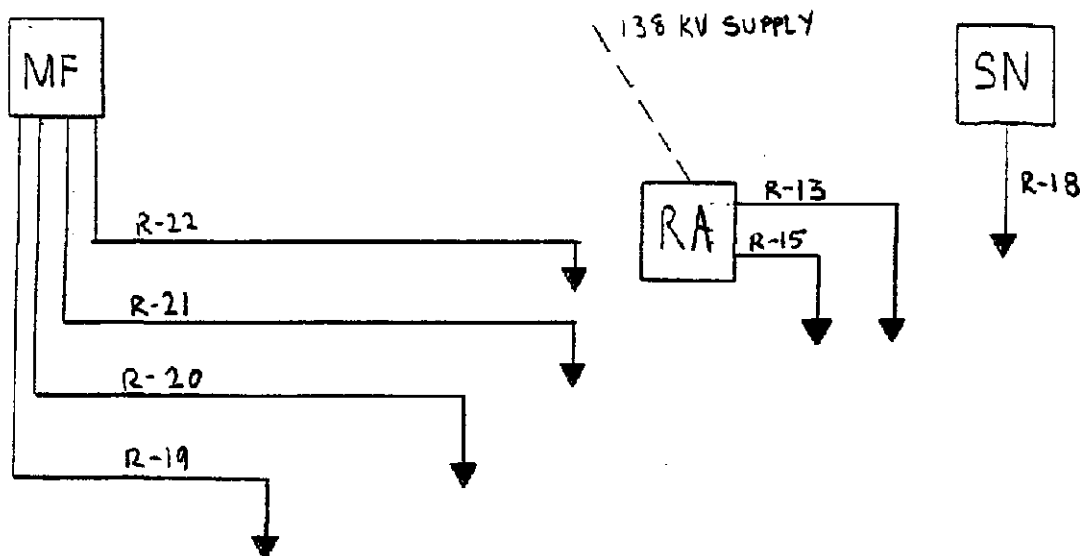 138 KV SUPPLY
MF
SN
RA
R-13
R-15
R-18
R-22
R-21
R-20
R-19